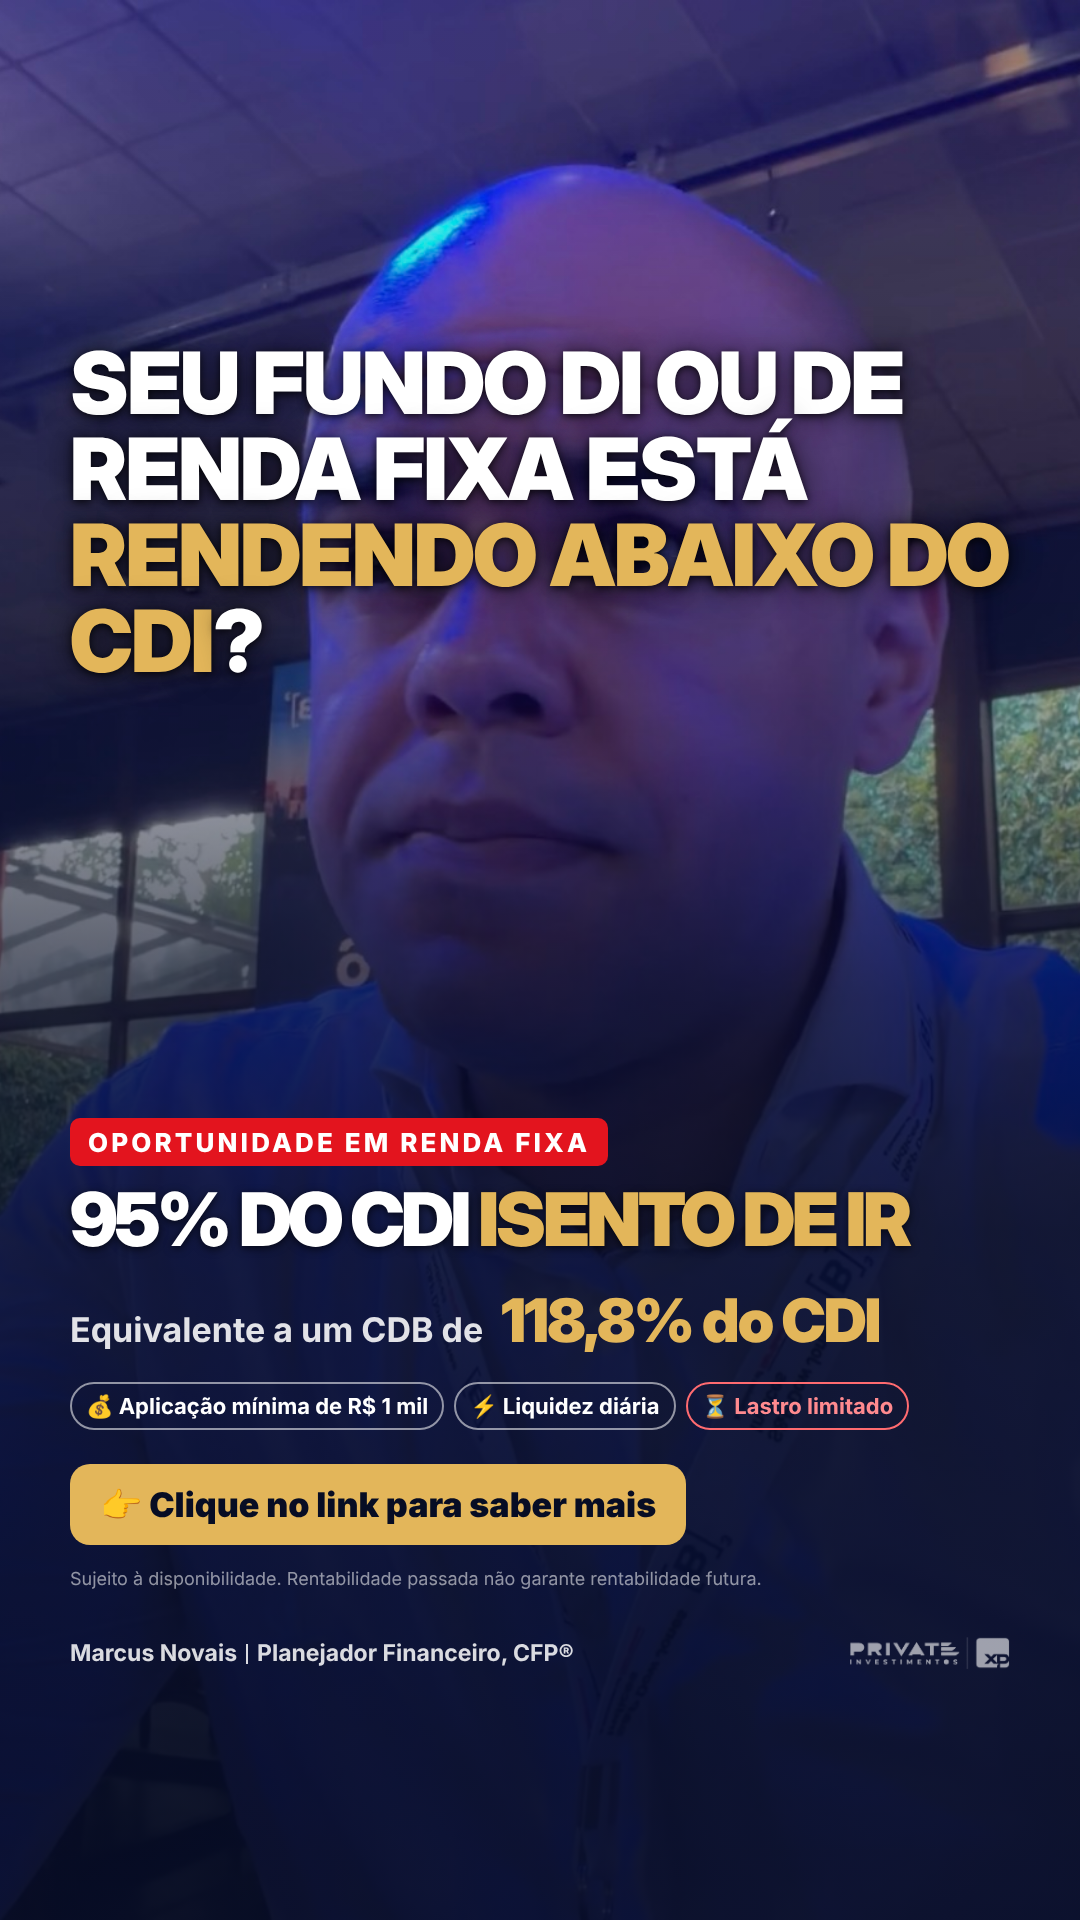 SEU FUNDO DI OU DE
RENDA FIXA ESTÁ
RENDENDO ABAIXO DO
CDI?
Ó
OPORTUNIDADE EM RENDA FIXA
95% DO CDI ISENTO DE IR
Equivalente a um CDB de 118,8% do CDI
💰 Aplicação mínima de R$ 1 mil ⚡ Liquidez diária ⏳ Lastro limitado
👉 Clique no link para saber mais
Sujeito à disponibilidade. Rentabilidade passada não garante rentabilidade futura.
Marcus Novais | Planejador Financeiro, CFP®
PRIVATE
INVESTIMENTOS
XP